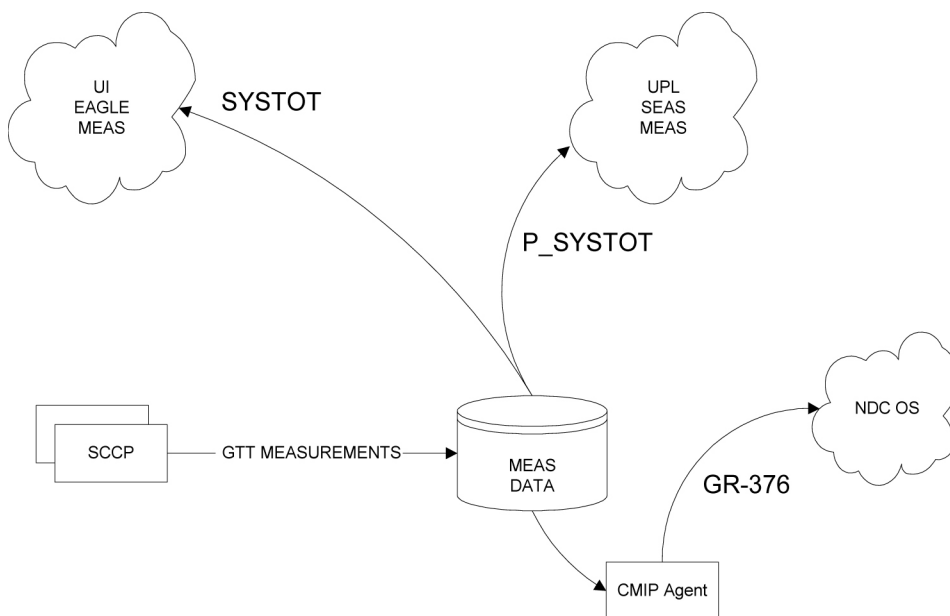 UI
EAGLE
MEAS
SYSTOT
UPL
SEAS
MEAS
P_SYSTOT
NDC OS
SCCP
GTT MEASUREMENTS
MEAS
DATA
GR-376
CMIP Agent